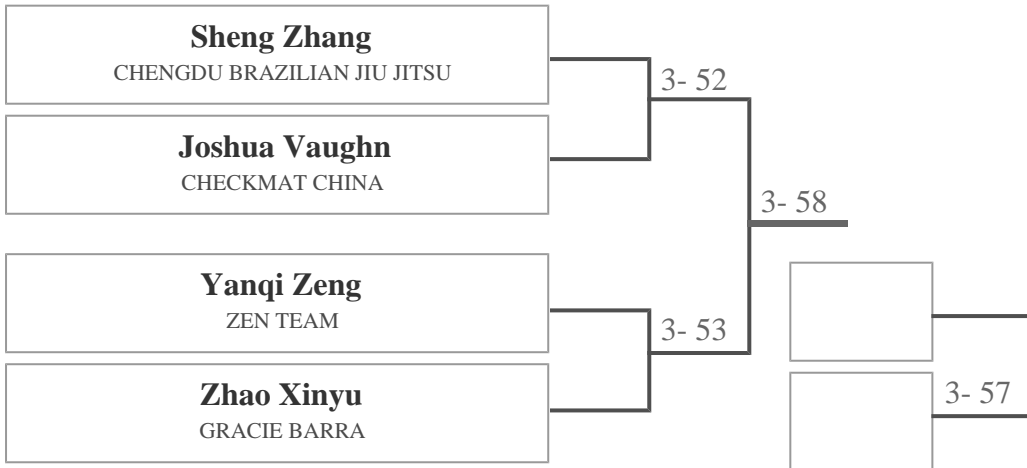 Sheng Zhang
CHENGDU BRAZILIAN JIU JITSU
3- 52
Joshua Vaughn
CHECKMAT CHINA
3- 58
Yanqi Zeng
ZEN TEAM
3- 53
Zhao Xinyu
GRACIE BARRA
3- 57